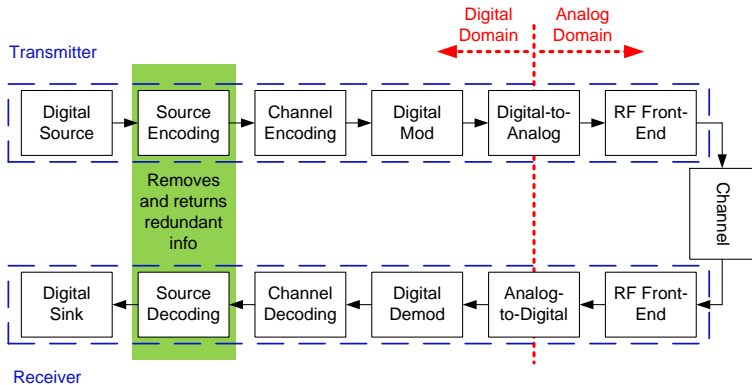 Digital
Domain
Analog
Domain
Transmitter
Digital
Source
Source
Encoding
Channel
Encoding
Digital
Mod
Digital-to-
Analog
RF Front-
End
Channel
Removes
and returns
redundant
info
Digital
Sink
Source
Decoding
Channel
Decoding
Digital
Demod
Analog-
to-Digital
RF Front-
End
Receiver